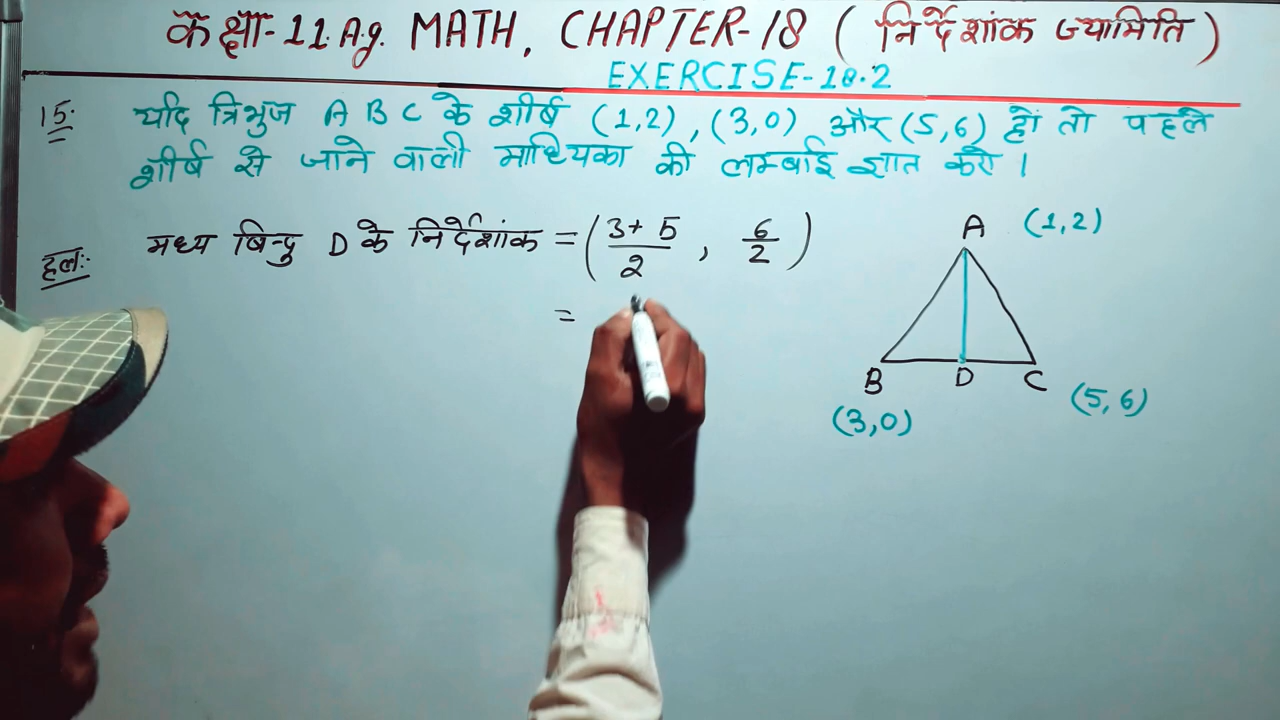 कक्षा-11 Ag. MATH, CHAPTER-18 ( निर्देशांक ज्यामिति )
EXERCISE-18.2
15. यदि त्रिभुज A B C के शीर्ष (1,2), (3,0) और (5,6) हों तो पहले
शीर्ष से जाने वाली माध्यिका की लम्बाई ज्ञात करो ।
हल:- मध्य बिन्दु D के निर्देशांक = ( 3+5/2 , 6/2 )
=
A (1,2)
B D C
(3,0) (5,6)